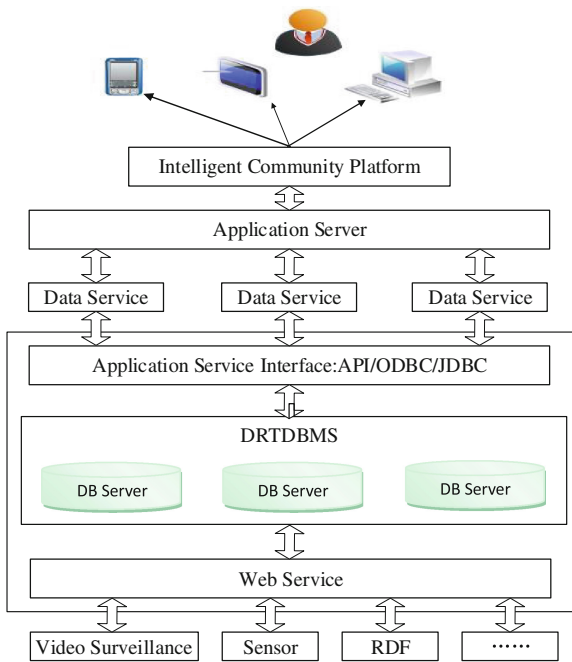 Intelligent Community Platform
Application Server
Data Service
Data Service
Data Service
Application Service Interface:API/ODBC/JDBC
DRTDBMS
DB Server
DB Server
DB Server
Web Service
Video Surveillance
Sensor
RDF
……